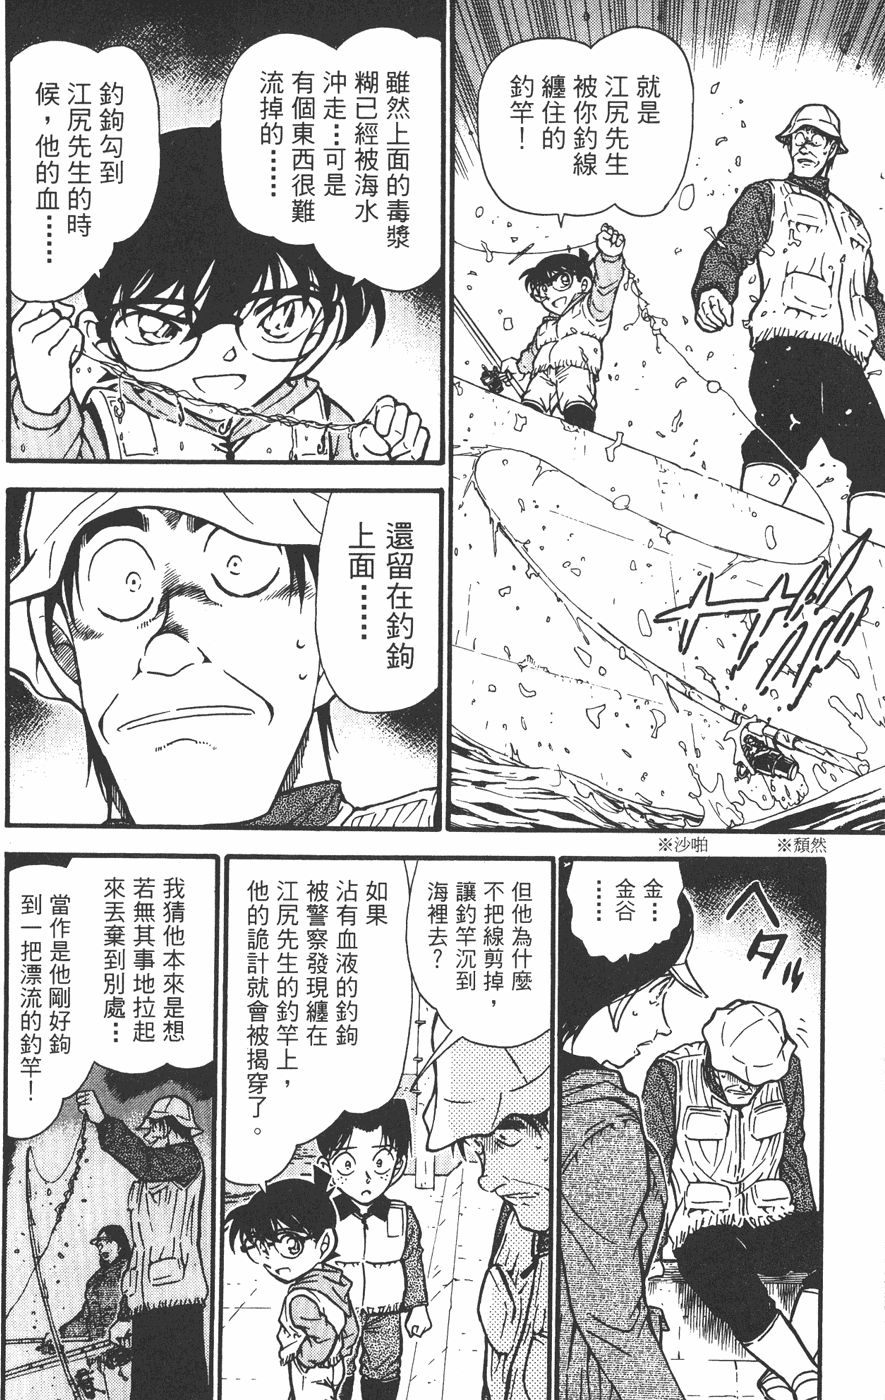 就是
江尻先生
被你釣線
纏住的
釣竿！
雖然上面的毒漿
糊已經被海水
沖走…可是
有個東西很難
流掉的……
釣鉤勾到
江尻先生的時
候，他的血……
還留在釣鉤
上面……
※沙啪
※頹然
金…
金谷
……
ヘタッ
但他為什麼
不把線剪掉，
讓釣竿沉到
海裡去？
如果
沾有血液的釣鉤
被警察發現纏在
江尻先生的釣竿上，
他的詭計就會被揭穿了。
我猜他本來是想
若無其事地拉起
來丟棄到別處…
當作是他剛好鉤
到一把漂流的釣竿！